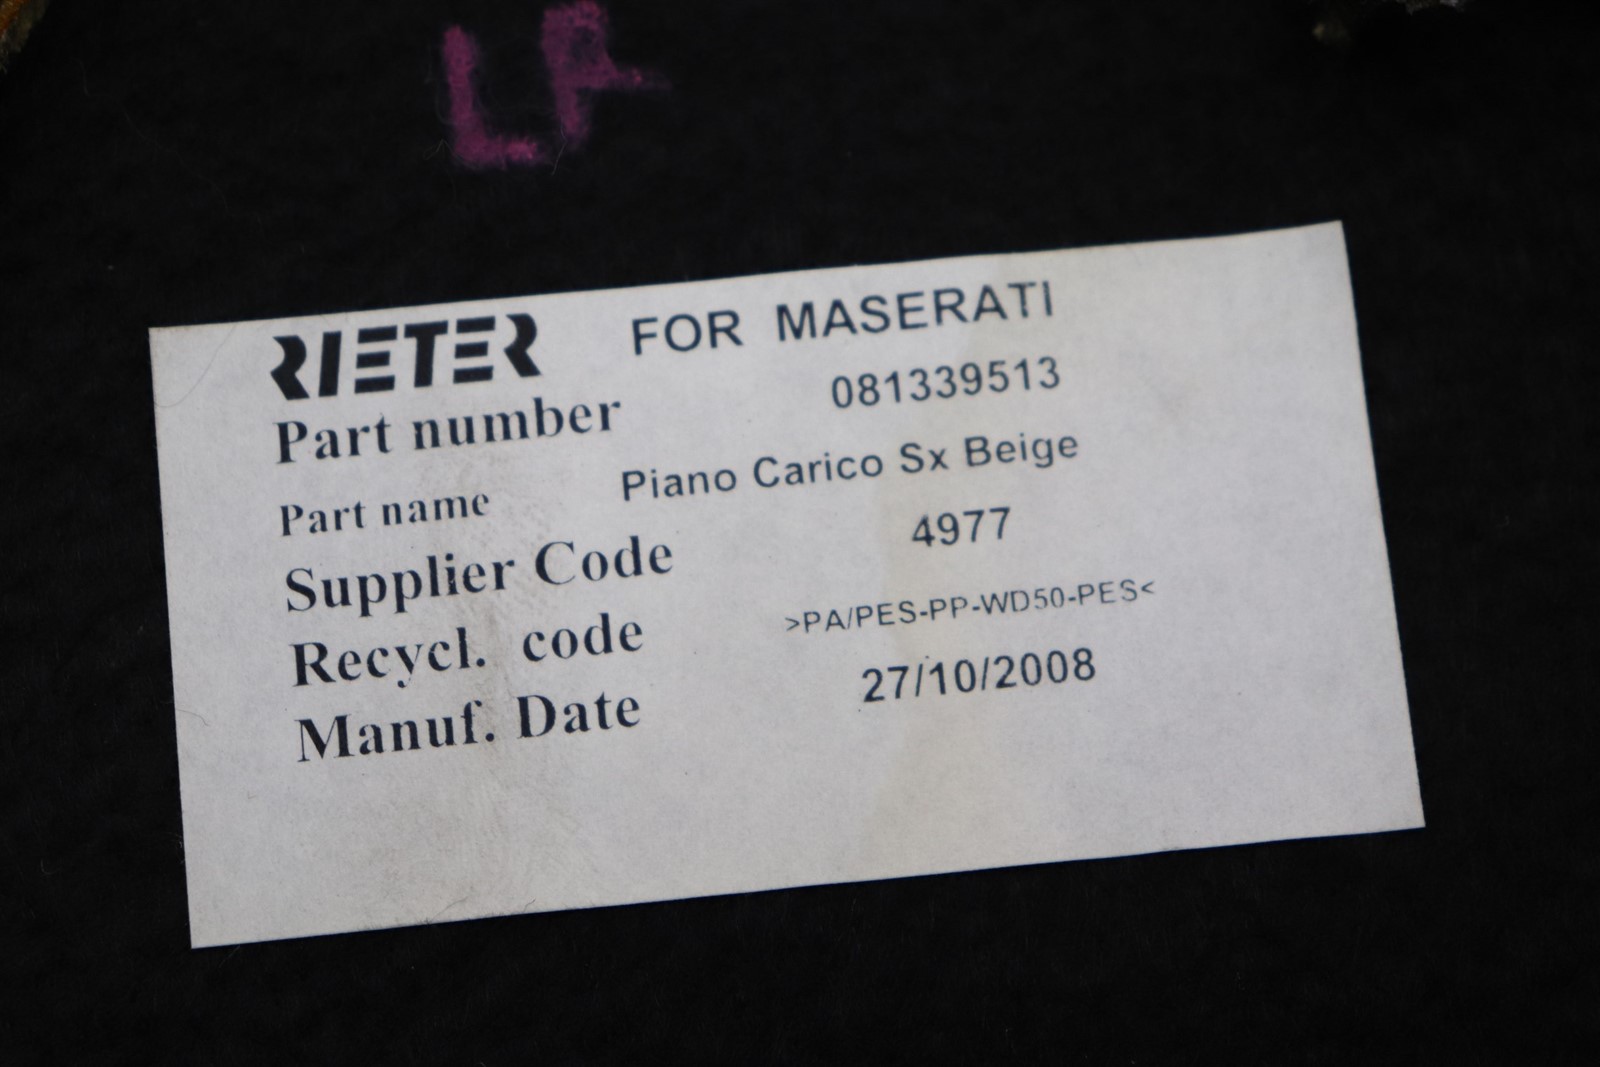 LF
RIETER FOR MASERATI
Part number 081339513
Part name Piano Carico Sx Beige
Supplier Code 4977
Recycl. code >PA/PES-PP-WD50-PES<
Manuf. Date 27/10/2008